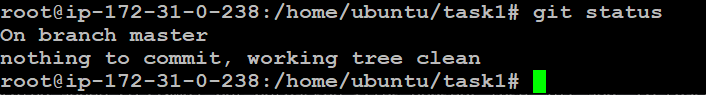 root@ip-172-31-0-238:/home/ubuntu/task1# git status
On branch master
nothing to commit, working tree clean
root@ip-172-31-0-238:/home/ubuntu/task1#